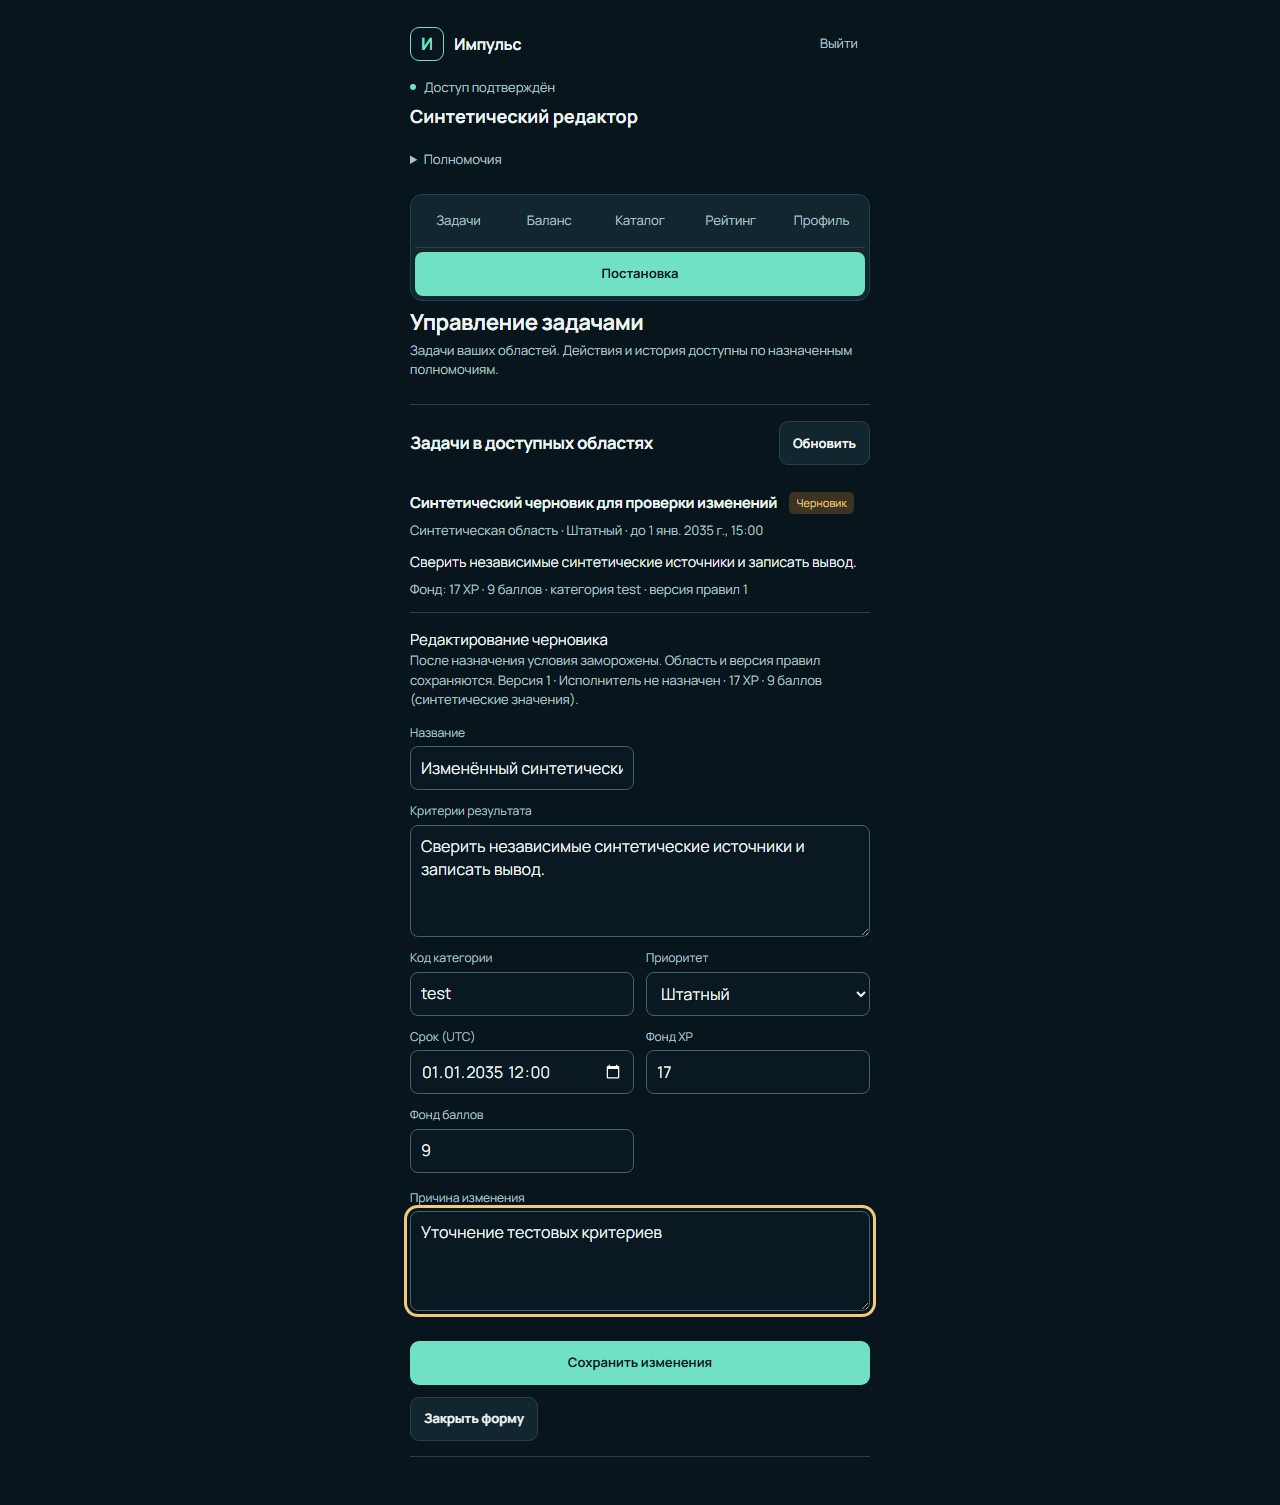 И Импульс
Выйти
Доступ подтверждён
Синтетический редактор
Полномочия
Задачи Баланс Каталог Рейтинг Профиль
Постановка
Управление задачами
Задачи ваших областей. Действия и история доступны по назначенным
полномочиям.
Задачи в доступных областях
Обновить
Синтетический черновик для проверки изменений Черновик
Синтетическая область · Штатный · до 1 янв. 2035 г., 15:00
Сверить независимые синтетические источники и записать вывод.
Фонд: 17 XP · 9 баллов · категория test · версия правил 1
Редактирование черновика
После назначения условия заморожены. Область и версия правил
сохраняются. Версия 1 · Исполнитель не назначен · 17 XP · 9 баллов
(синтетические значения).
Название
Изменённый синтетически
Критерии результата
Сверить независимые синтетические источники и
записать вывод.
Код категории Приоритет
test Штатный
Срок (UTC) Фонд XP
01.01.2035 12:00 17
Фонд баллов
9
Причина изменения
Уточнение тестовых критериев
Сохранить изменения
Закрыть форму